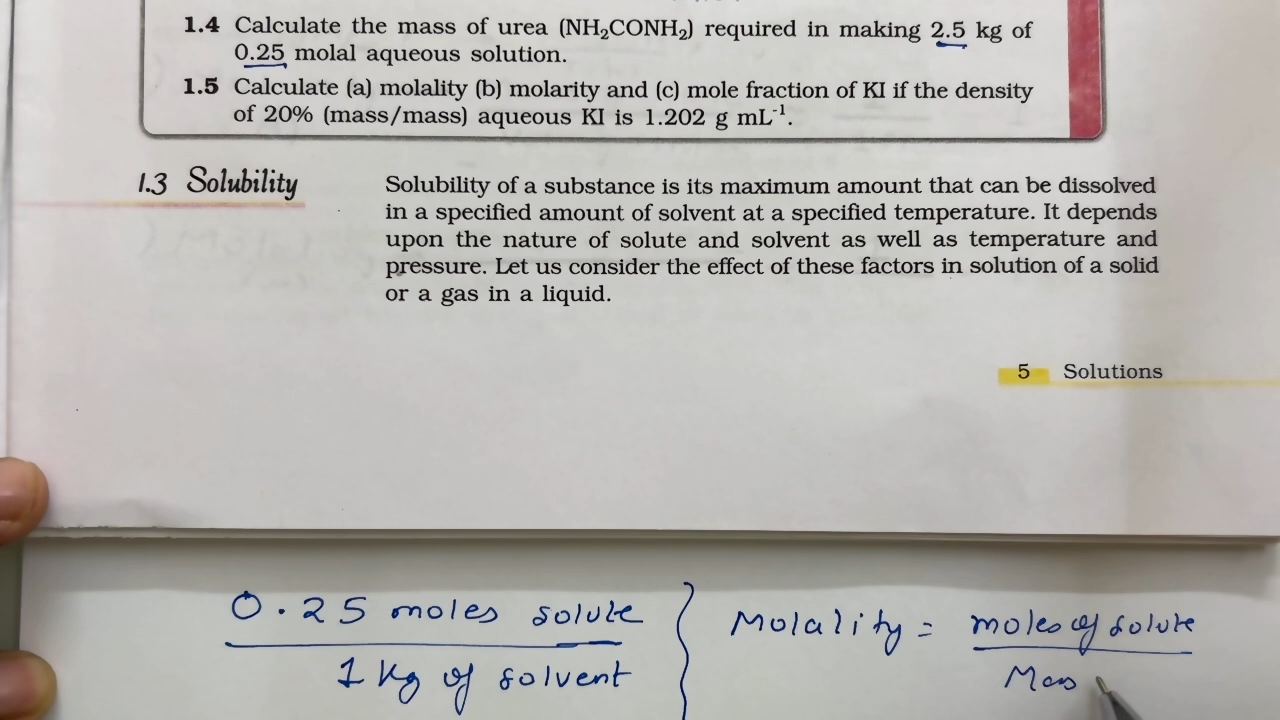 1.4 Calculate the mass of urea (NH₂CONH₂) required in making 2.5 kg of
0.25 molal aqueous solution.
1.5 Calculate (a) molality (b) molarity and (c) mole fraction of KI if the density
of 20% (mass/mass) aqueous KI is 1.202 g mL⁻¹.
1.3 Solubility
Solubility of a substance is its maximum amount that can be dissolved
in a specified amount of solvent at a specified temperature. It depends
upon the nature of solute and solvent as well as temperature and
pressure. Let us consider the effect of these factors in solution of a solid
or a gas in a liquid.
5 Solutions
0.25 moles solute
1 kg of solvent
Molality = moles of solute
Mas